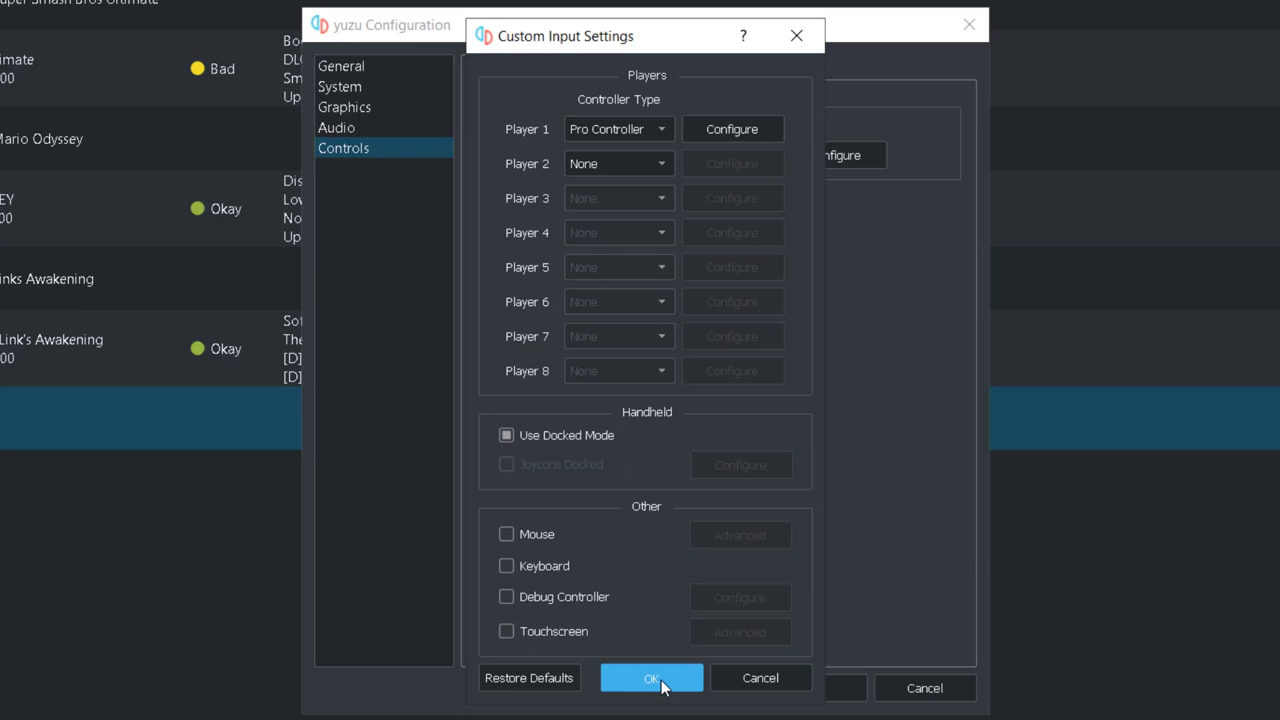 uper Smash Bros Ultimate
imate
00
Bad
Bo
DLC
Sm
Up
Mario Odyssey
EY
00
Okay
Dis
Lov
No
Up
inks Awakening
Link's Awakening
00
Okay
Sof
The
[D]
[D]
yuzu Configuration
General
System
Graphics
Audio
Controls
nfigure
Cancel
Custom Input Settings
?
Players
Controller Type
Player 1 Pro Controller Configure
Player 2 None Configure
Player 3 None Configure
Player 4 None Configure
Player 5 None Configure
Player 6 None Configure
Player 7 None Configure
Player 8 None Configure
Handheld
Use Docked Mode
Joycons Docked Configure
Other
Mouse Advanced
Keyboard
Debug Controller Configure
Touchscreen Advanced
Restore Defaults OK Cancel